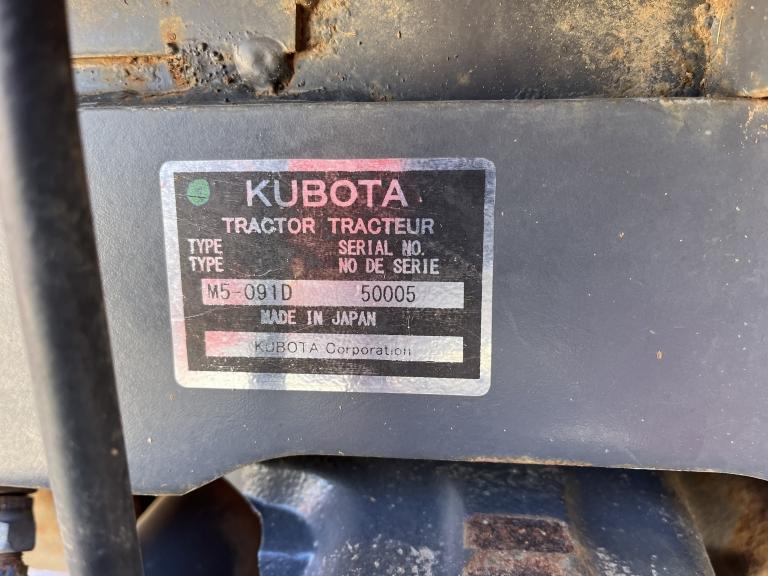 KUBOTA
TRACTOR TRACTEUR
TYPE SERIAL NO.
TYPE NO DE SERIE
M5-091D 50005
MADE IN JAPAN
KUBOTA Corporation